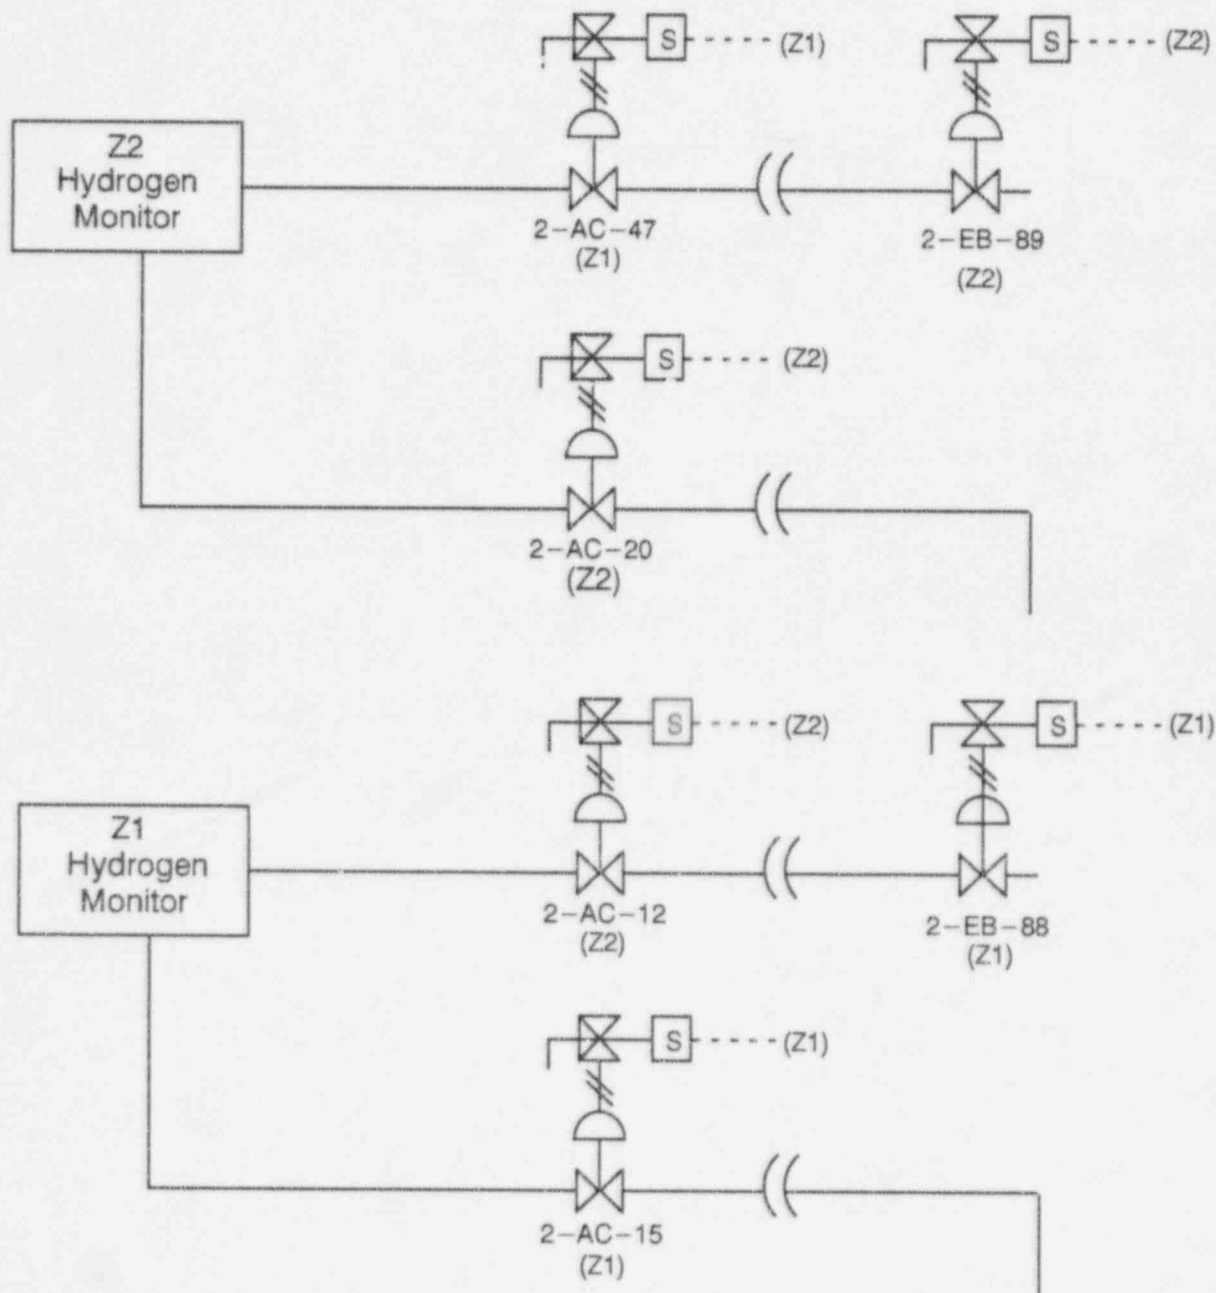 S
(Z1)
S
(Z2)
Z2
Hydrogen
Monitor
2-AC-47
(Z1)
2-EB-89
(Z2)
S
(Z2)
2-AC-20
(Z2)
S
(Z2)
S
(Z1)
Z1
Hydrogen
Monitor
2-AC-12
(Z2)
2-EB-88
(Z1)
S
(Z1)
2-AC-15
(Z1)